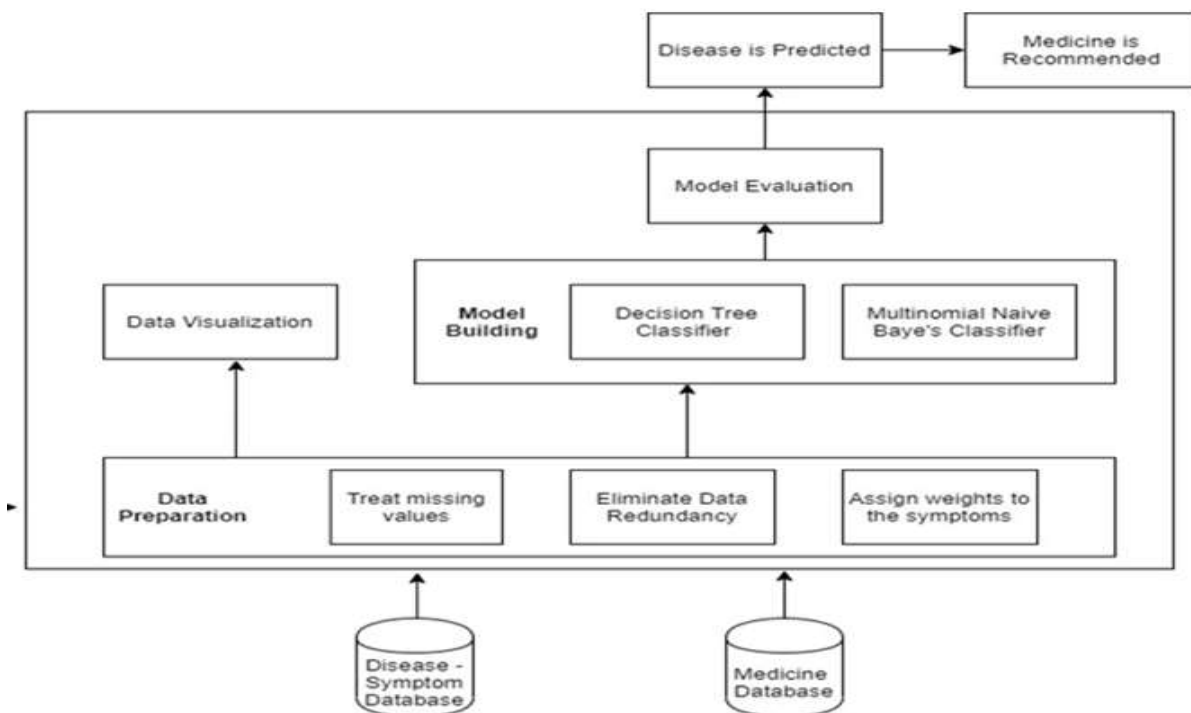 Disease is Predicted
Medicine is
Recommended
Model Evaluation
Data Visualization
Model
Building
Decision Tree
Classifier
Multinomial Naive
Baye's Classifier
Data
Preparation
Treat missing
values
Eliminate Data
Redundancy
Assign weights to
the symptoms
Disease -
Symptom
Database
Medicine
Database